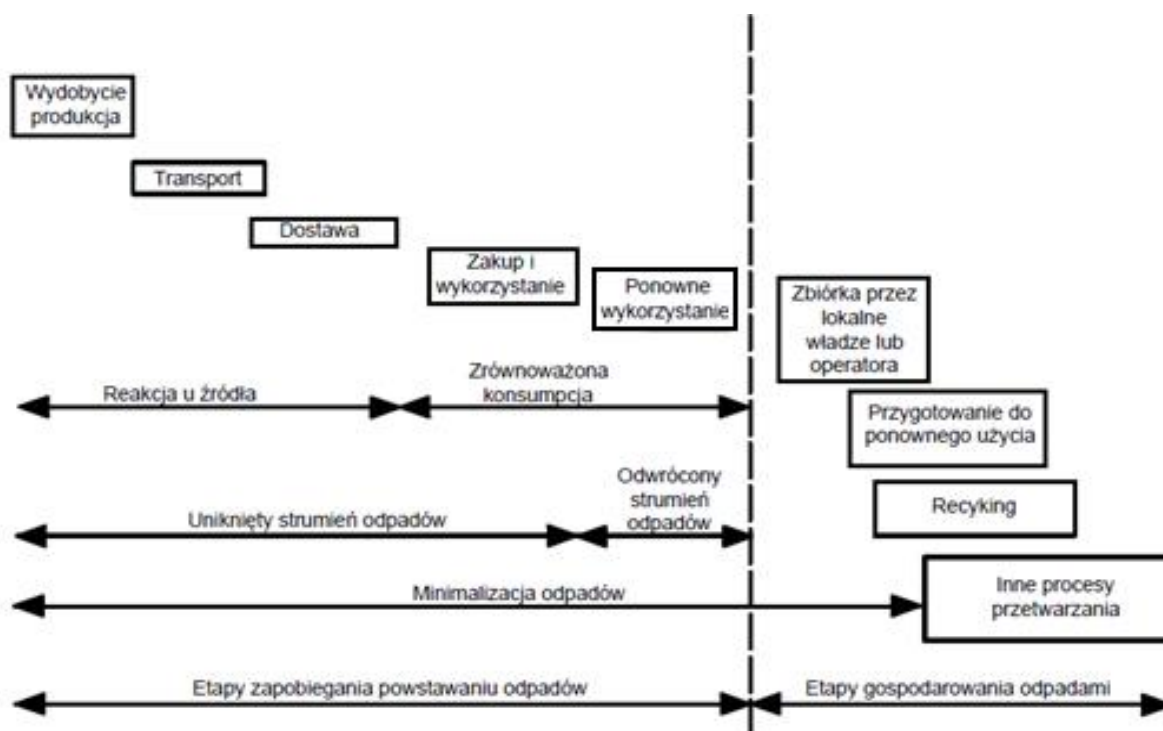 Wydobycie
produkcja
Transport
Dostawa
Zakup i
wykorzystanie
Ponowne
wykorzystanie
Zbiórka przez
lokalne
władze lub
operatora
Reakcja u źródła
Zrównoważona
konsumpcja
Przygotowanie do
ponownego użycia
Uniknięty strumień odpadów
Odwrócony
strumień
odpadów
Recyking
Minimalizacja odpadów
Inne procesy
przetwarzania
Etapy zapobiegania powstawaniu odpadów
Etapy gospodarowania odpadami